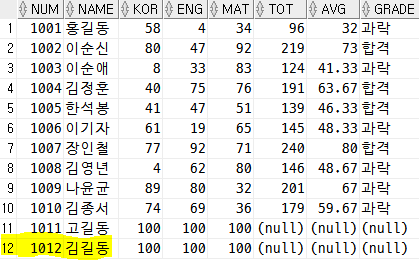 NUM NAME KOR ENG MAT TOT AVG GRADE
1 1001 홍길동 58 4 34 96 32 과락
2 1002 이순신 80 47 92 219 73 합격
3 1003 이순애 8 33 83 124 41.33 과락
4 1004 김정훈 40 75 76 191 63.67 합격
5 1005 한석봉 41 47 51 139 46.33 합격
6 1006 이기자 61 19 65 145 48.33 과락
7 1007 장인철 77 92 71 240 80 합격
8 1008 김영년 4 62 80 146 48.67 과락
9 1009 나윤균 89 80 32 201 67 과락
10 1010 김종서 74 69 36 179 59.67 과락
11 1011 고길동 100 100 100 (null) (null) (null)
12 1012 김길동 100 100 100 (null) (null) (null)